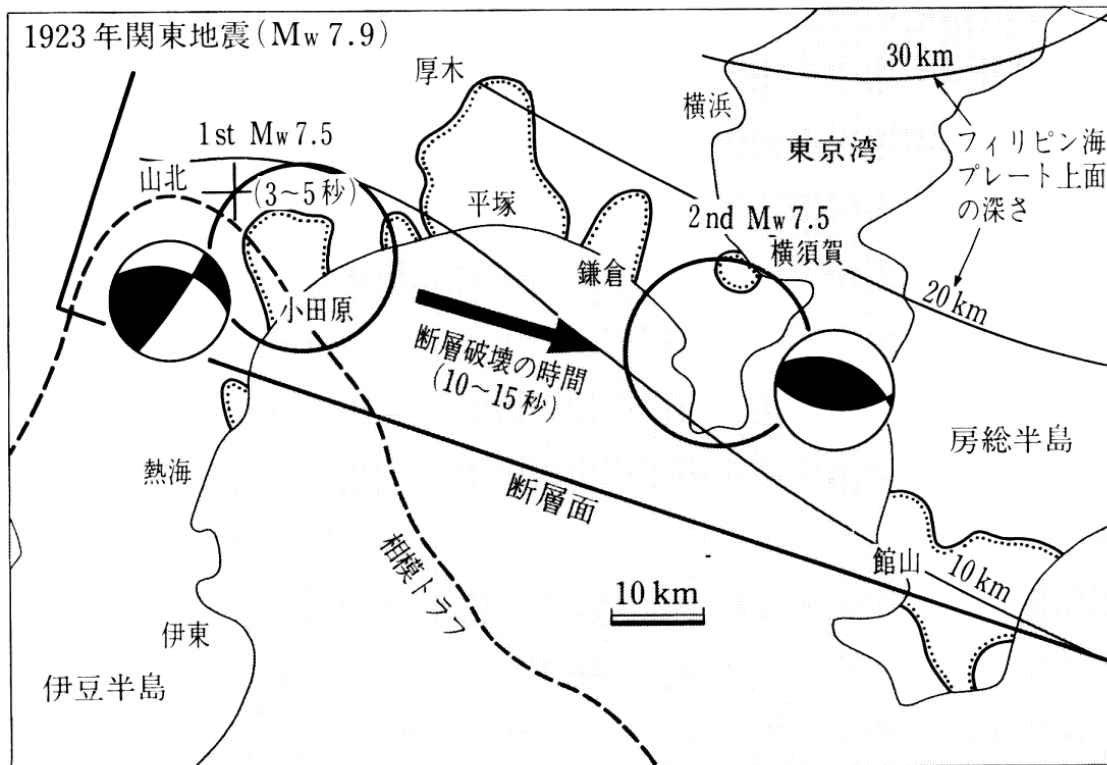 1923年関東地震(Mw 7.9)
厚木
30 km
横浜
1st Mw 7.5
東京湾
フィリピン海
プレート上面
の深さ
山北
(3~5秒)
平塚
2nd Mw 7.5
横須賀
鎌倉
20 km
小田原
断層破壊の時間
(10~15秒)
房総半島
熱海
断層面
館山
10 km
相模トラフ
10 km
伊東
伊豆半島